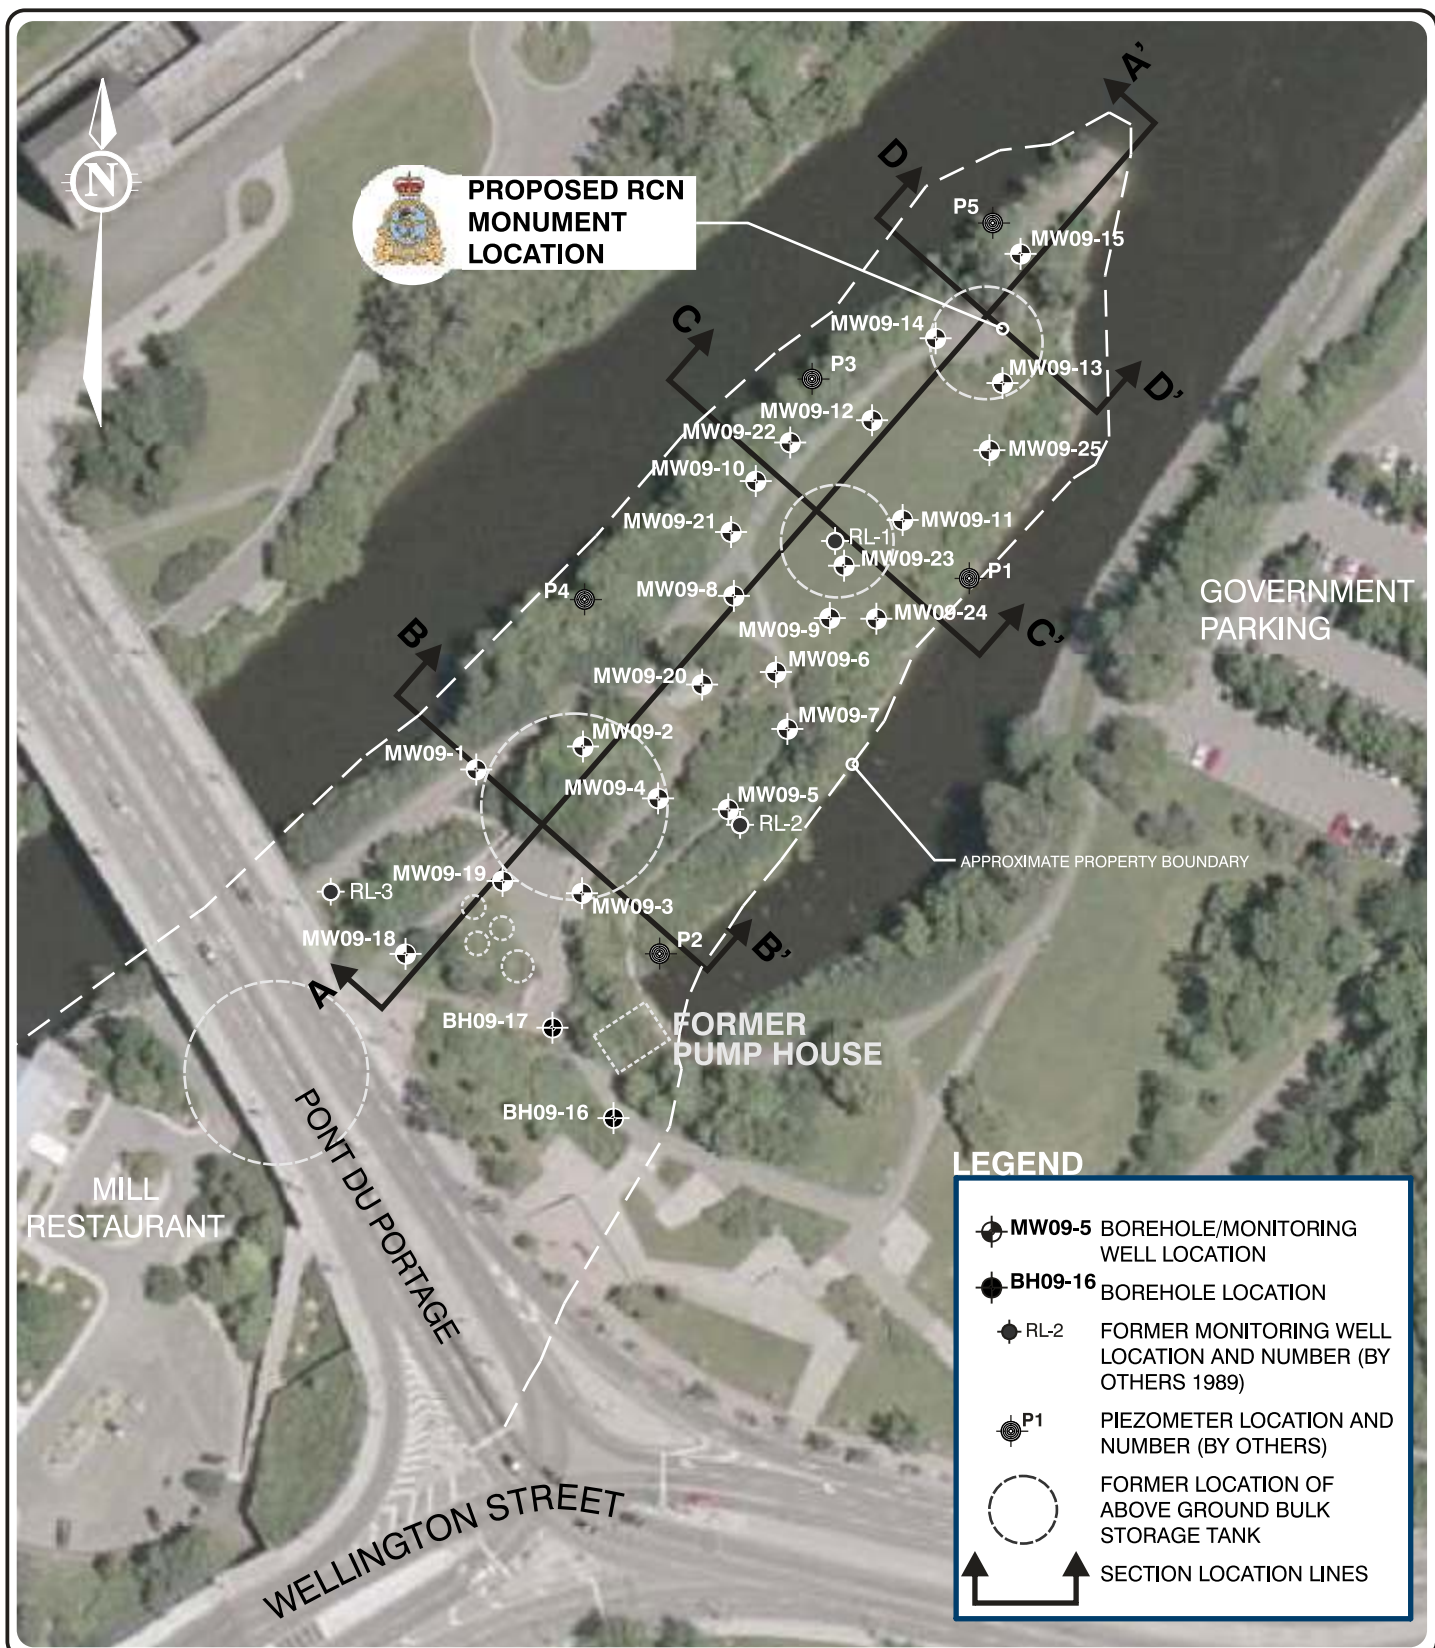 A'
D
N
PROPOSED RCN
MONUMENT
LOCATION
P5
MW09-15
C
MW09-14
P3
MW09-13
D'
MW09-12
MW09-22
MW09-25
MW09-10
MW09-21
MW09-11
RL-1
MW09-23
P1
P4
MW09-8
GOVERNMENT
PARKING
B
MW09-9
MW09-24
C'
MW09-6
MW09-20
MW09-7
MW09-2
MW09-1
MW09-4
MW09-5
RL-2
APPROXIMATE PROPERTY BOUNDARY
MW09-19
RL-3
MW09-3
MW09-18
P2
B'
A
BH09-17
FORMER
PUMP HOUSE
BH09-16
PONT DU PORTAGE
MILL
RESTAURANT
WELLINGTON STREET
LEGEND
MW09-5 BOREHOLE/MONITORING
WELL LOCATION
BH09-16 BOREHOLE LOCATION
RL-2 FORMER MONITORING WELL
LOCATION AND NUMBER (BY
OTHERS 1989)
P1 PIEZOMETER LOCATION AND
NUMBER (BY OTHERS)
FORMER LOCATION OF
ABOVE GROUND BULK
STORAGE TANK
SECTION LOCATION LINES